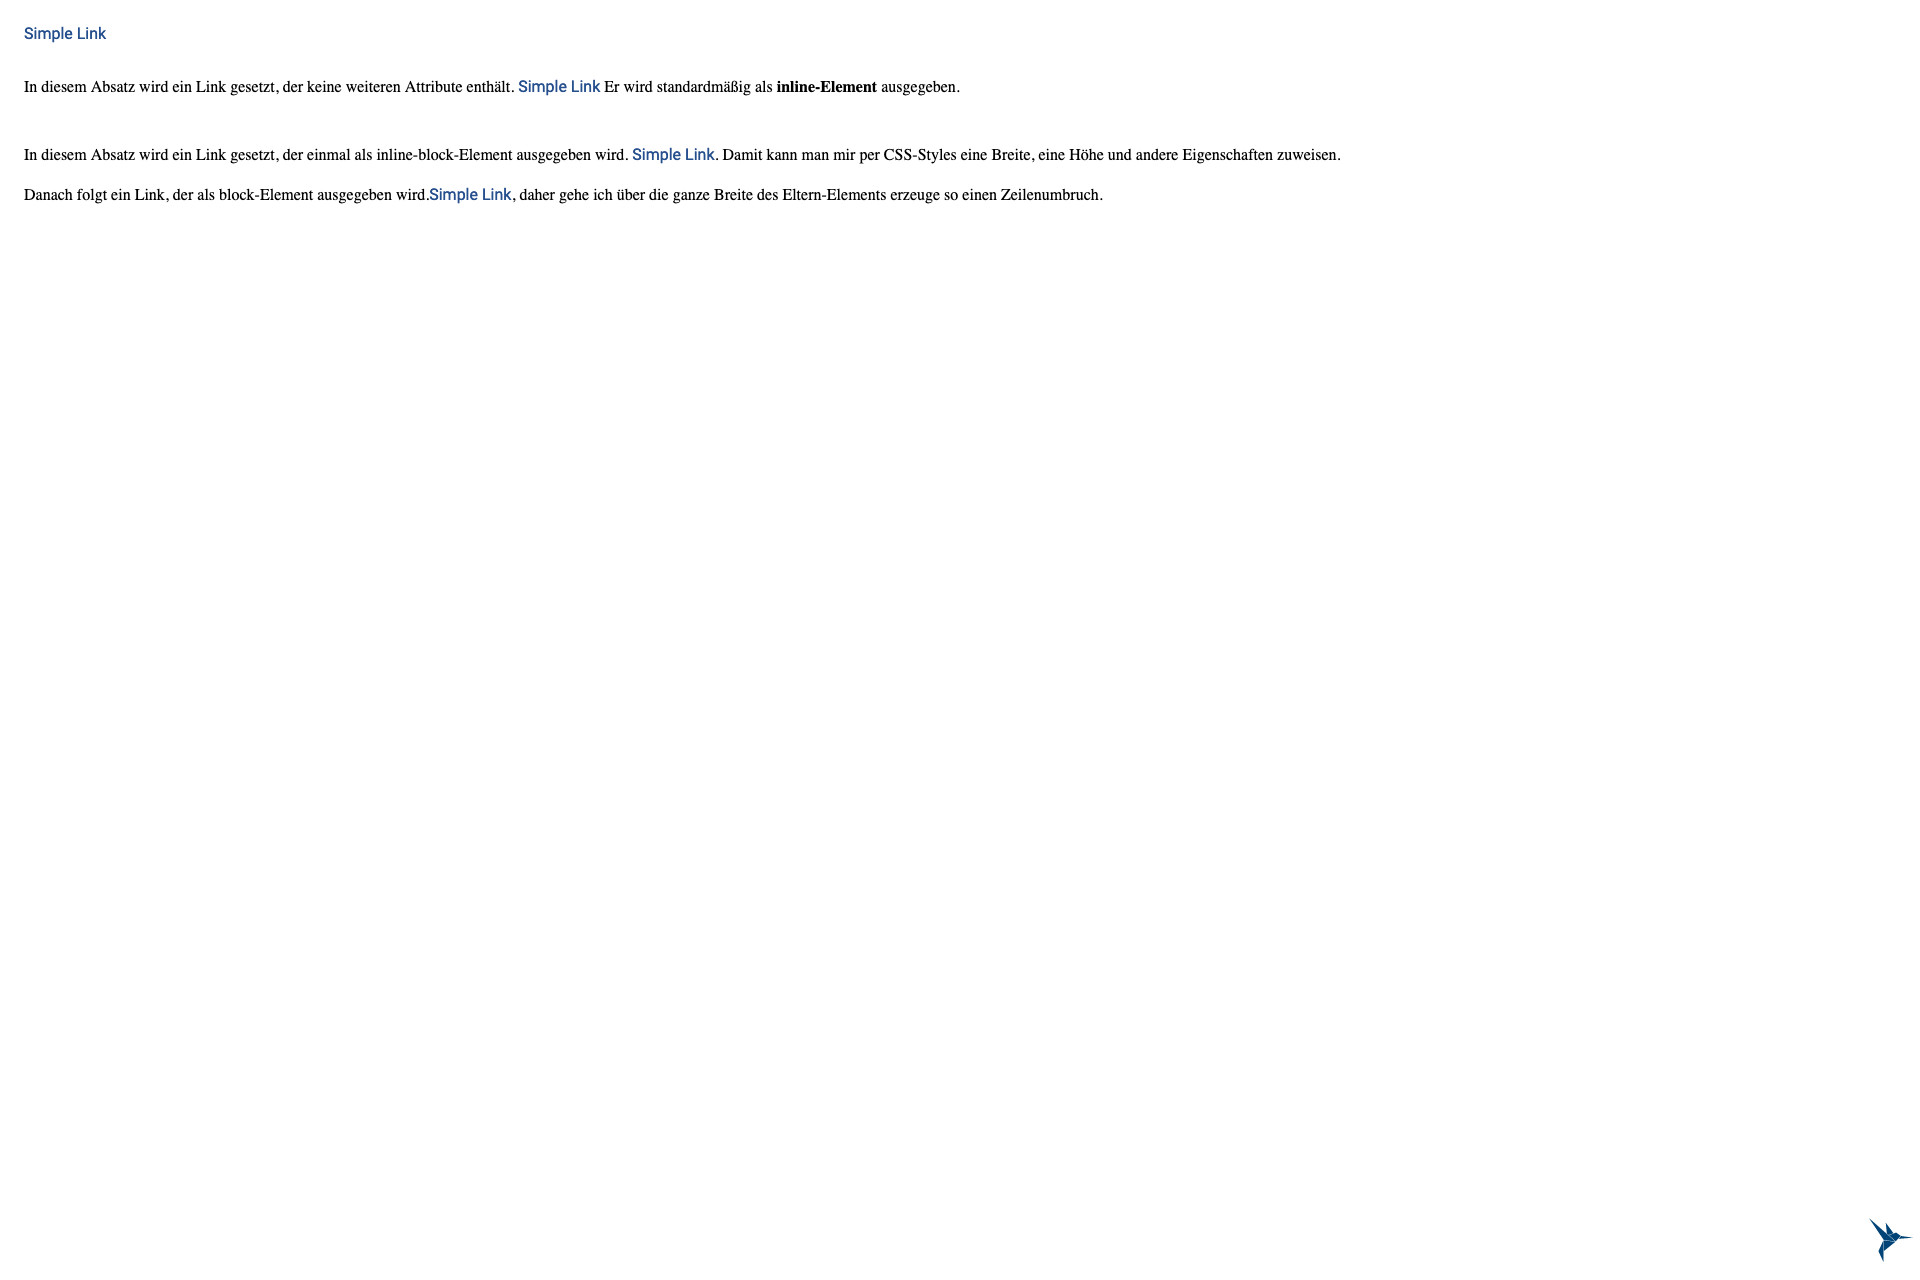 Simple Link
In diesem Absatz wird ein Link gesetzt, der keine weiteren Attribute enthält. Simple Link Er wird standardmäßig als inline-Element ausgegeben.
In diesem Absatz wird ein Link gesetzt, der einmal als inline-block-Element ausgegeben wird. Simple Link. Damit kann man mir per CSS-Styles eine Breite, eine Höhe und andere Eigenschaften zuweisen.
Danach folgt ein Link, der als block-Element ausgegeben wird.Simple Link, daher gehe ich über die ganze Breite des Eltern-Elements erzeuge so einen Zeilenumbruch.